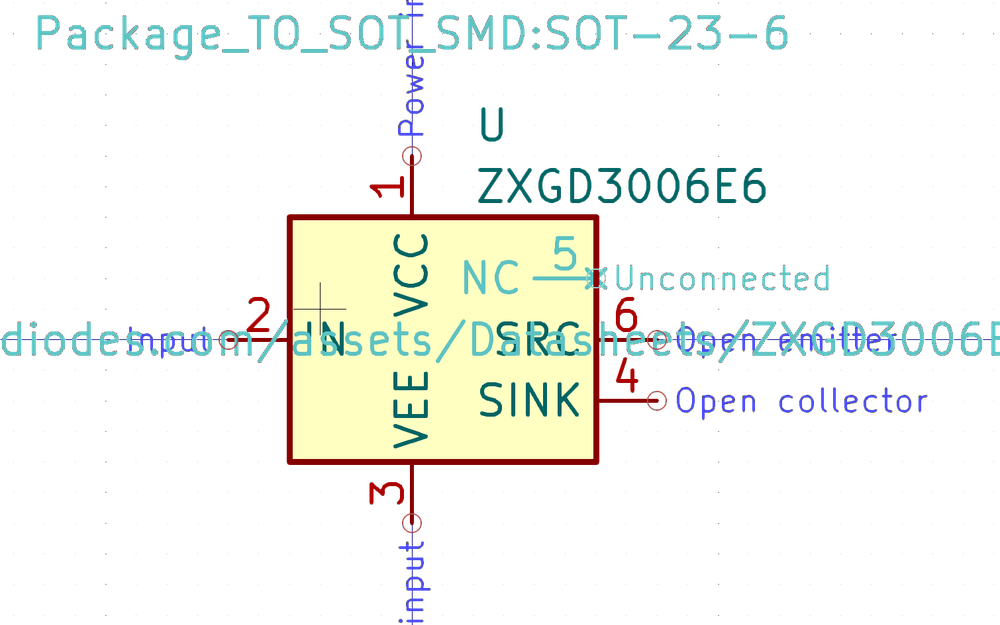 Package_TO_SOT_SMD:SOT-23-6
Power in
U
ZXGD3006E6
1
VCC
NC
5
Unconnected
2
6
Input
IN
SRC
Open emitter
diodes.com/assets/Datasheets/ZXGD3006E
4
VEE
SINK
Open collector
3
input